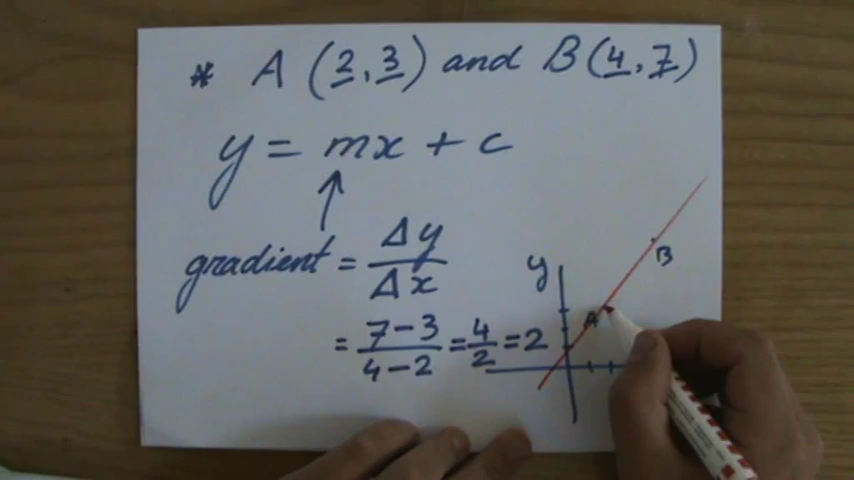 * A (2, 3) and B (4, 7)
y = mx + c
↑
gradient = Δy/Δx
= 7-3/4-2 = 4/2 = 2
y
B
A